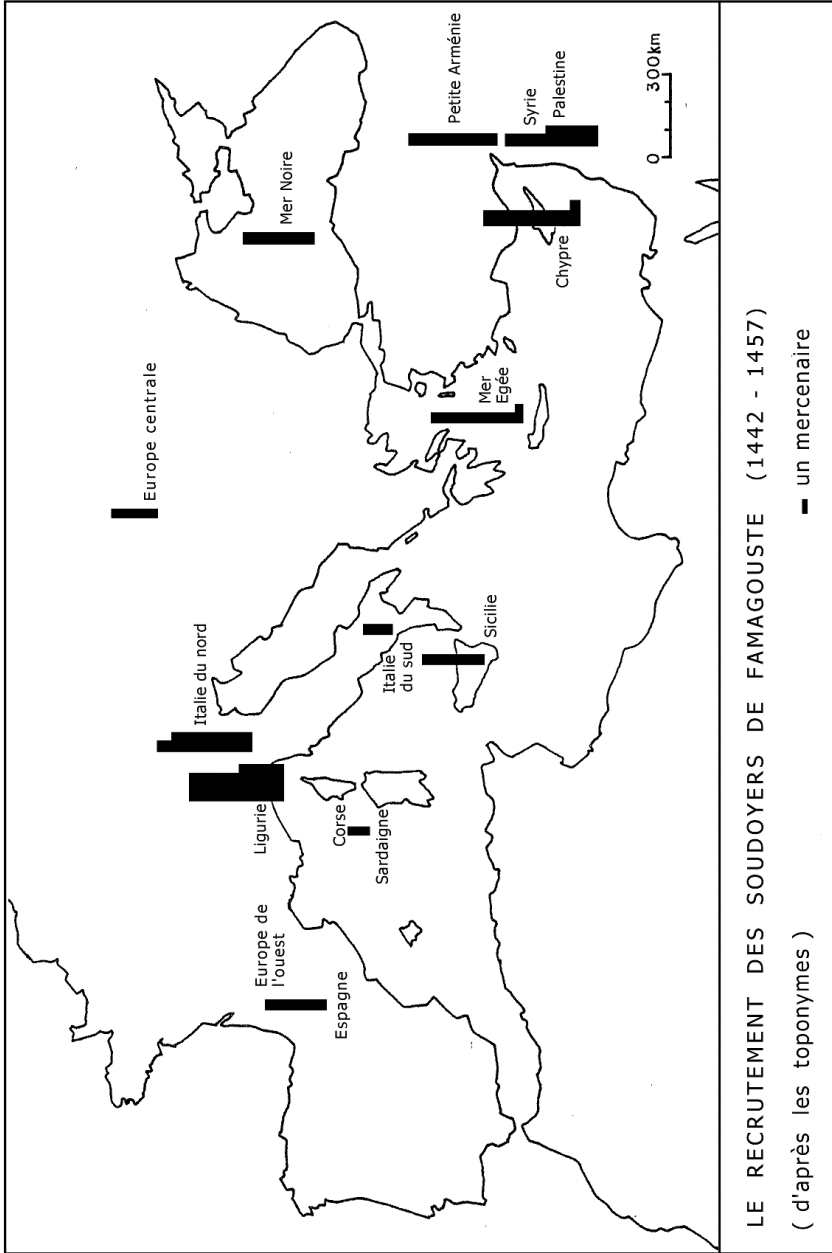 Europe centrale
Mer Noire
Petite Arménie
Syrie
Palestine
0 300km
Italie du nord
Ligurie
Europe de
l'ouest
Espagne
Corse
Sardaigne
Italie
du sud
Sicilie
Mer
Egée
Chypre
LE RECRUTEMENT DES SOUDOYERS DE FAMAGOUSTE (1442 - 1457)
( d'après les toponymes ) un mercenaire